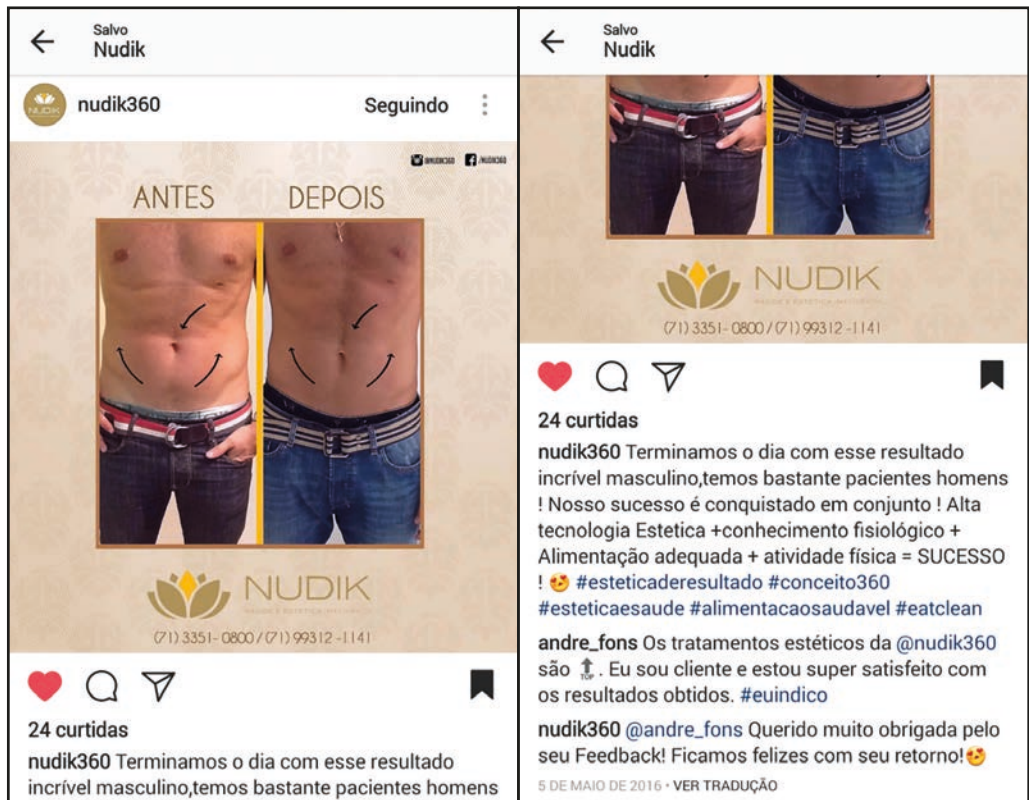 Salvo
Nudik
nudik360
Seguindo
@NUDIK360 /NUDIK360
ANTES DEPOIS
NUDIK
(71) 3351-0800 / (71) 99312-1141
24 curtidas
nudik360 Terminamos o dia com esse resultado
incrível masculino,temos bastante pacientes homens
Salvo
Nudik
NUDIK
(71) 3351-0800 / (71) 99312-1141
24 curtidas
nudik360 Terminamos o dia com esse resultado
incrível masculino,temos bastante pacientes homens
! Nosso sucesso é conquistado em conjunto ! Alta
tecnologia Estetica +conhecimento fisiológico +
Alimentação adequada + atividade física = SUCESSO
! 😍 #esteticaderesultado #conceito360
#esteticaesaude #alimentacaosaudavel #eatclean
andre_fons Os tratamentos estéticos da @nudik360
são 🔝. Eu sou cliente e estou super satisfeito com
os resultados obtidos. #euindico
nudik360 @andre_fons Querido muito obrigada pelo
seu Feedback! Ficamos felizes com seu retorno!😍
5 DE MAIO DE 2016 • VER TRADUÇÃO